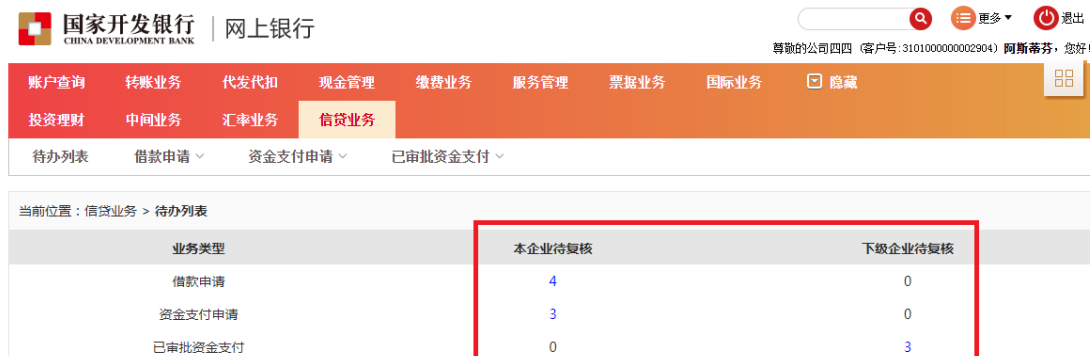 国家开发银行 网上银行
CHINA DEVELOPMENT BANK
更多 退出
尊敬的公司四四 (客户号:3101000000002904) 阿斯蒂芬，您好!
账户查询 转账业务 代发代扣 现金管理 缴费业务 服务管理 票据业务 国际业务 隐藏
投资理财 中间业务 汇率业务 信贷业务
待办列表 借款申请 资金支付申请 已审批资金支付
当前位置：信贷业务 > 待办列表
业务类型 本企业待复核 下级企业待复核
借款申请 4 0
资金支付申请 3 0
已审批资金支付 0 3